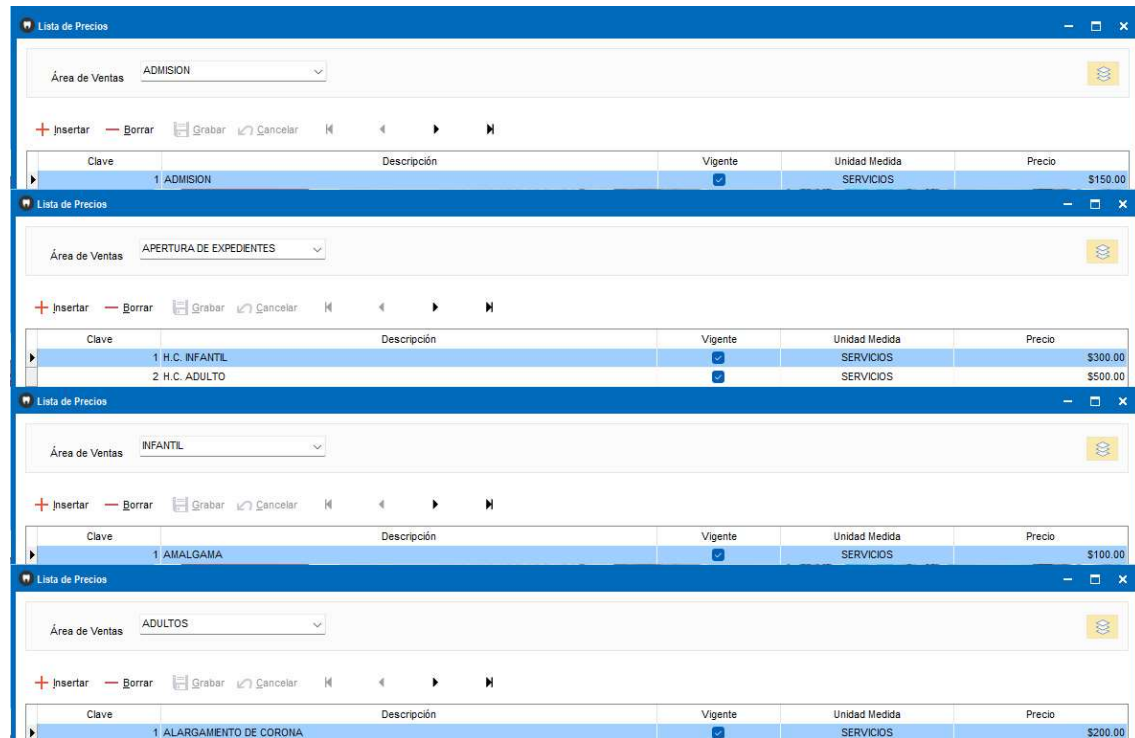 Lista de Precios
Área de Ventas ADMISION
Insertar Borrar Grabar Cancelar
Clave Descripción Vigente Unidad Medida Precio
1 ADMISION SERVICIOS $150.00
Lista de Precios
Área de Ventas APERTURA DE EXPEDIENTES
Insertar Borrar Grabar Cancelar
Clave Descripción Vigente Unidad Medida Precio
1 H.C. INFANTIL SERVICIOS $300.00
2 H.C. ADULTO SERVICIOS $500.00
Lista de Precios
Área de Ventas INFANTIL
Insertar Borrar Grabar Cancelar
Clave Descripción Vigente Unidad Medida Precio
1 AMALGAMA SERVICIOS $100.00
Lista de Precios
Área de Ventas ADULTOS
Insertar Borrar Grabar Cancelar
Clave Descripción Vigente Unidad Medida Precio
1 ALARGAMIENTO DE CORONA SERVICIOS $200.00